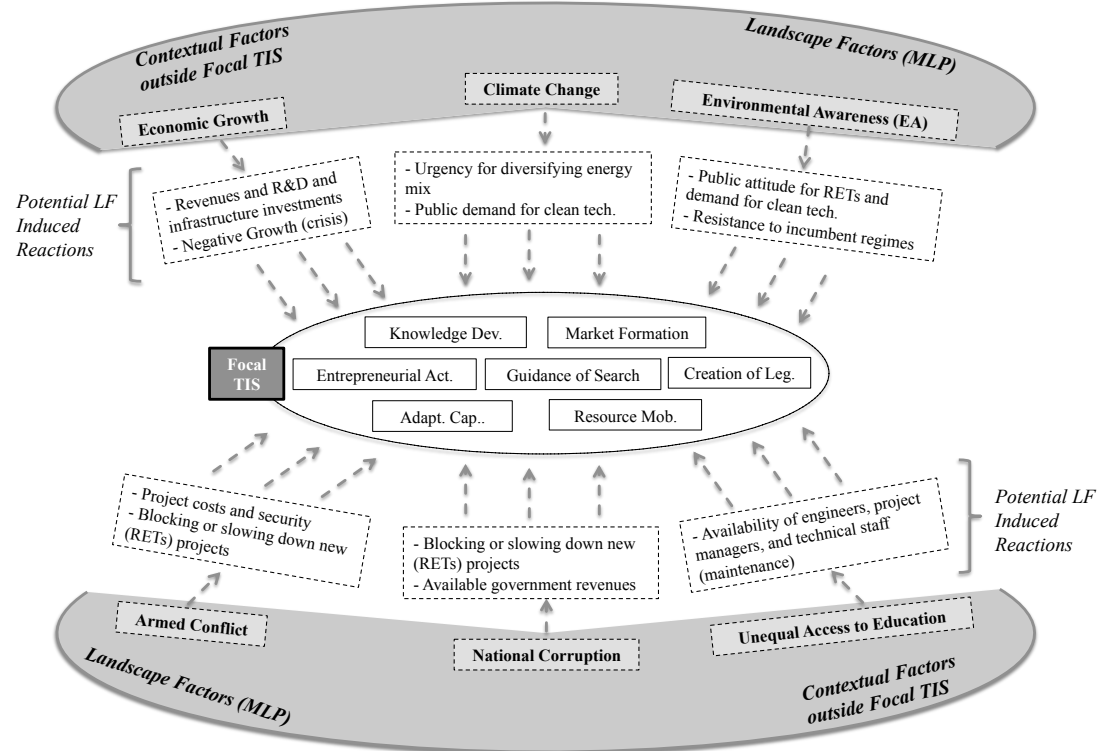 Contextual Factors
outside Focal TIS
Landscape Factors (MLP)
Economic Growth
Climate Change
Environmental Awareness (EA)
Potential LF
Induced
Reactions
- Revenues and R&D and
infrastructure investments
- Negative Growth (crisis)
- Urgency for diversifying energy
mix
- Public demand for clean tech.
- Public attitude for RETs and
demand for clean tech.
- Resistance to incumbent regimes
Knowledge Dev.
Market Formation
Focal
TIS
Entrepreneurial Act.
Guidance of Search
Creation of Leg.
Adapt. Cap..
Resource Mob.
- Project costs and security
- Blocking or slowing down new
(RETs) projects
- Blocking or slowing down new
(RETs) projects
- Available government revenues
- Availability of engineers, project
managers, and technical staff
(maintenance)
Potential LF
Induced
Reactions
Armed Conflict
National Corruption
Unequal Access to Education
Landscape Factors (MLP)
Contextual Factors
outside Focal TIS